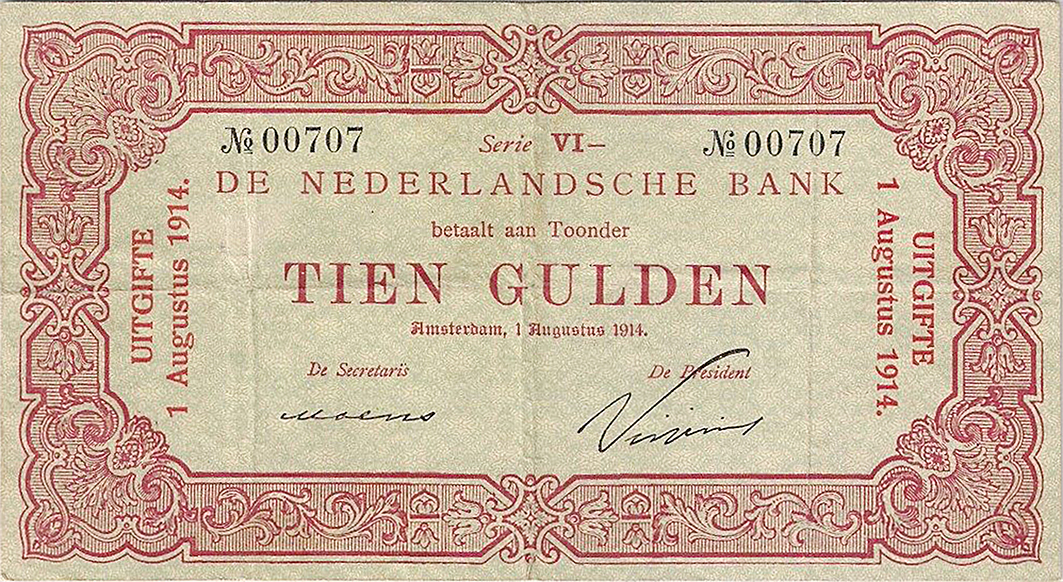 № 00707 Serie VI— № 00707
DE NEDERLANDSCHE BANK
betaalt aan Toonder
TIEN GULDEN
Amsterdam, 1 Augustus 1914.
De Secretaris De President
UITGIFTE
1 Augustus 1914.
UITGIFTE
1 Augustus 1914.